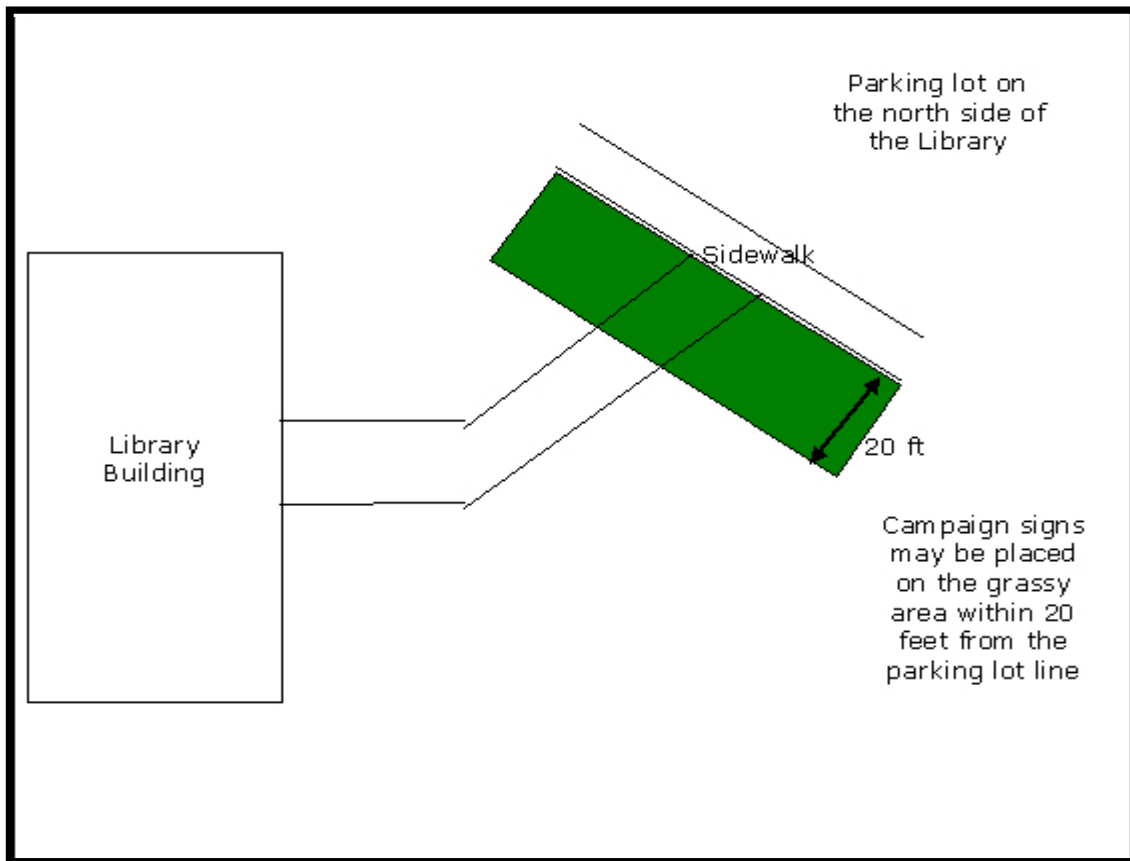 Parking lot on
the north side of
the Library
Sidewalk
Library
Building
20 ft
Campaign signs
may be placed
on the grassy
area within 20
feet from the
parking lot line